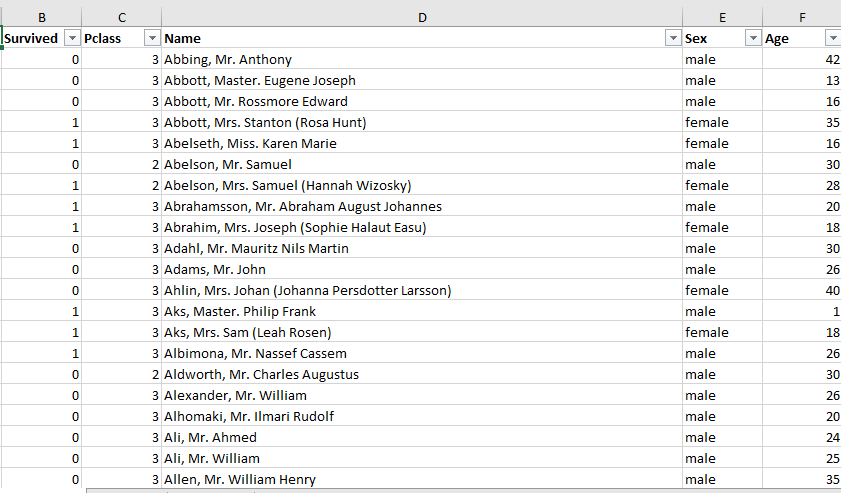 B C D E F
Survived Pclass Name Sex Age
0 3 Abbing, Mr. Anthony male 42
0 3 Abbott, Master. Eugene Joseph male 13
0 3 Abbott, Mr. Rossmore Edward male 16
1 3 Abbott, Mrs. Stanton (Rosa Hunt) female 35
1 3 Abelseth, Miss. Karen Marie female 16
0 2 Abelson, Mr. Samuel male 30
1 2 Abelson, Mrs. Samuel (Hannah Wizosky) female 28
1 3 Abrahamsson, Mr. Abraham August Johannes male 20
1 3 Abrahim, Mrs. Joseph (Sophie Halaut Easu) female 18
0 3 Adahl, Mr. Mauritz Nils Martin male 30
0 3 Adams, Mr. John male 26
0 3 Ahlin, Mrs. Johan (Johanna Persdotter Larsson) female 40
1 3 Aks, Master. Philip Frank male 1
1 3 Aks, Mrs. Sam (Leah Rosen) female 18
1 3 Albimona, Mr. Nassef Cassem male 26
0 2 Aldworth, Mr. Charles Augustus male 30
0 3 Alexander, Mr. William male 26
0 3 Alhomaki, Mr. Ilmari Rudolf male 20
0 3 Ali, Mr. Ahmed male 24
0 3 Ali, Mr. William male 25
0 3 Allen, Mr. William Henry male 35